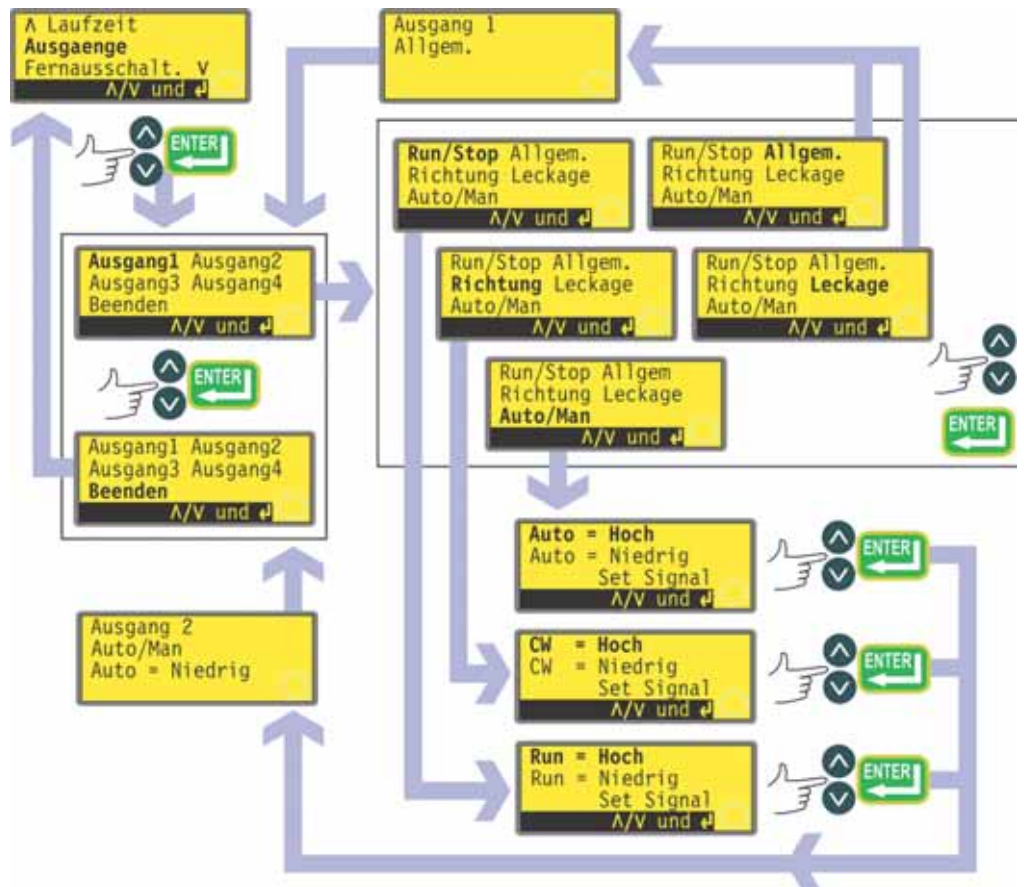 Λ Laufzeit
Ausgaenge
Fernausschalt. V
Λ/V und ↵
ENTER
Ausgang 1
Allgem.
Run/Stop Allgem.
Richtung Leckage
Auto/Man
Λ/V und ↵
Run/Stop Allgem.
Richtung Leckage
Auto/Man
Λ/V und ↵
Ausgang1 Ausgang2
Ausgang3 Ausgang4
Beenden
Λ/V und ↵
Run/Stop Allgem.
Richtung Leckage
Auto/Man
Λ/V und ↵
Run/Stop Allgem.
Richtung Leckage
Auto/Man
Λ/V und ↵
ENTER
Run/Stop Allgem
Richtung Leckage
Auto/Man
Λ/V und ↵
ENTER
Ausgang1 Ausgang2
Ausgang3 Ausgang4
Beenden
Λ/V und ↵
Auto = Hoch
Auto = Niedrig
Set Signal
Λ/V und ↵
ENTER
Ausgang 2
Auto/Man
Auto = Niedrig
CW = Hoch
CW = Niedrig
Set Signal
Λ/V und ↵
ENTER
Run = Hoch
Run = Niedrig
Set Signal
Λ/V und ↵
ENTER